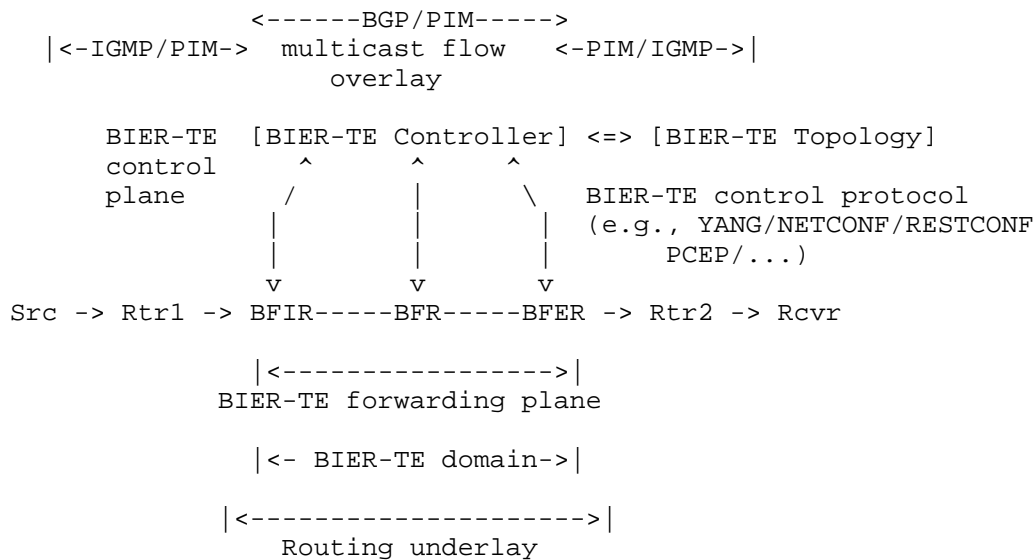 <------BGP/PIM----->
   |<-IGMP/PIM->  multicast flow   <-PIM/IGMP->|
                     overlay

       BIER-TE  [BIER-TE Controller] <=> [BIER-TE Topology]
       control     ^      ^     ^
       plane      /       |      \   BIER-TE control protocol
                 |        |       |  (e.g., YANG/NETCONF/RESTCONF
                 |        |       |       PCEP/...)
                 v        v       v
Src -> Rtr1 -> BFIR-----BFR-----BFER -> Rtr2 -> Rcvr

               |<----------------->|
             BIER-TE forwarding plane

               |<- BIER-TE domain->|

             |<--------------------->|
                 Routing underlay